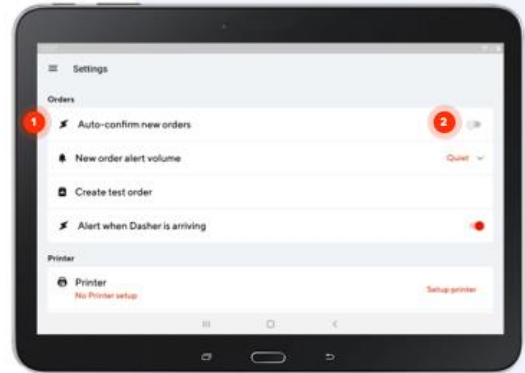 Settings
Orders
1
Auto-confirm new orders
2
New order alert volume
Quiet
Create test order
Alert when Dasher is arriving
Printer
Printer
No Printer setup
Setup printer